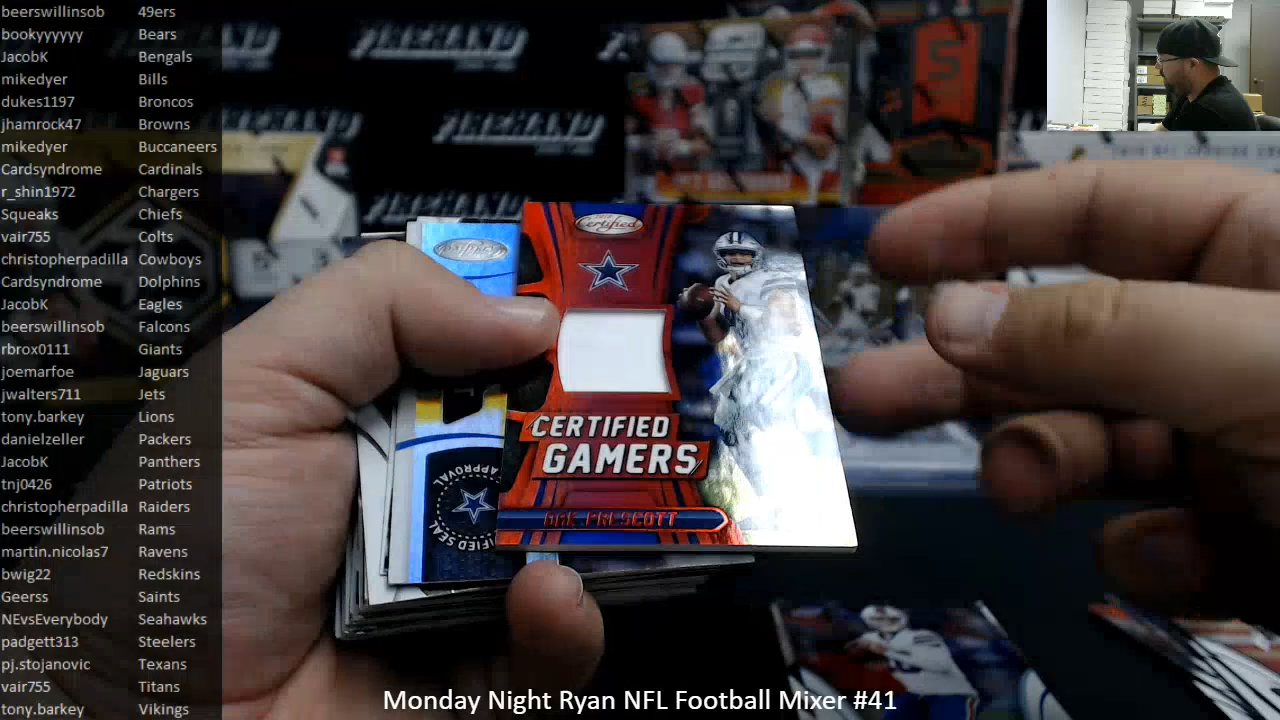 beerswillinsob 49ers
bookyyyyyy Bears
JacobK Bengals
mikedyer Bills
dukes1197 Broncos
jhamrock47 Browns
mikedyer Buccaneers
Cardsyndrome Cardinals
r_shin1972 Chargers
Squeaks Chiefs
vair755 Colts
christopherpadilla Cowboys
Cardsyndrome Dolphins
JacobK Eagles
beerswillinsob Falcons
rbrox0111 Giants
joemarfoe Jaguars
jwalters711 Jets
tony.barkey Lions
danielzeller Packers
JacobK Panthers
tnj0426 Patriots
christopherpadilla Raiders
beerswillinsob Rams
martin.nicolas7 Ravens
bwig22 Redskins
Geerss Saints
NEvsEverybody Seahawks
padgett313 Steelers
pj.stojanovic Texans
vair755 Titans
tony.barkey Vikings
Certified
CERTIFIED
GAMERS
DAK PRESCOTT
APPROVAL
Monday Night Ryan NFL Football Mixer #41